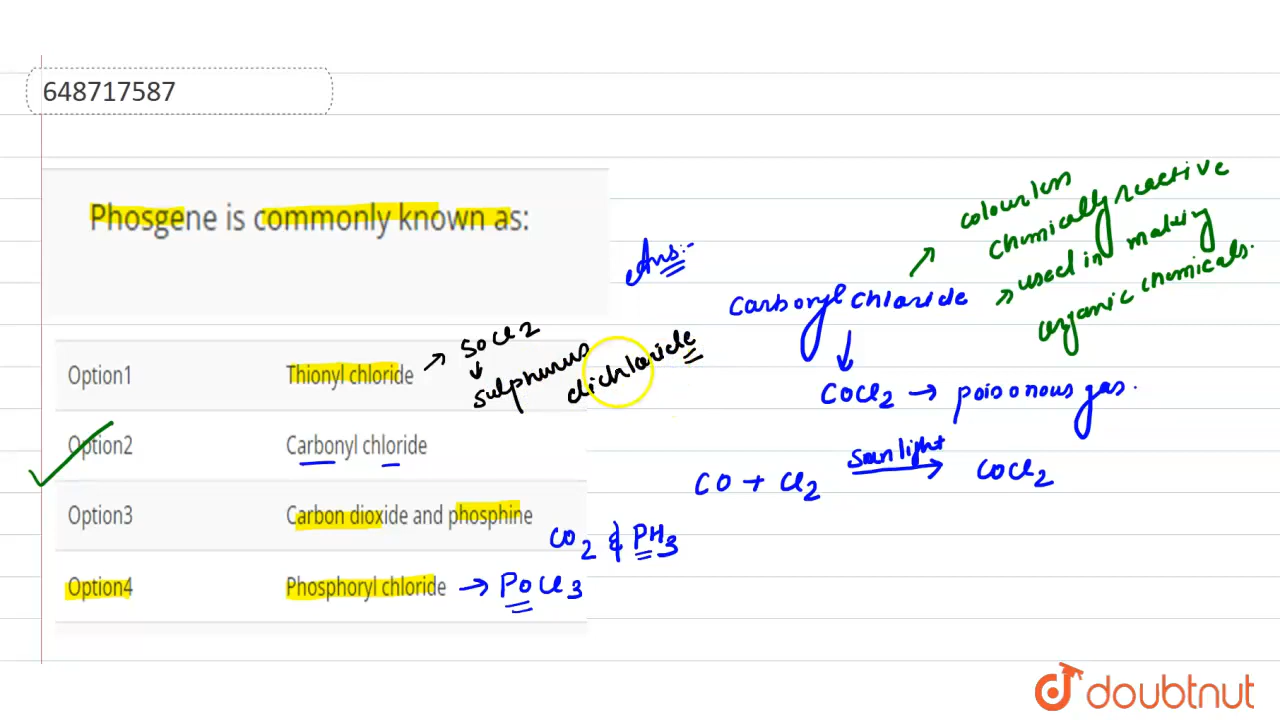 648717587
Phosgene is commonly known as:
Ans:-
Option1 Thionyl chloride → SOCl2
sulphurus
dichloride
Option2 Carbonyl chloride
Option3 Carbon dioxide and phosphine
CO2 & PH3
Option4 Phosphoryl chloride → POCl3
carbonyl chloride
colourless
chemically reactive
used in making
organic chemicals.
COCl2 → poisonous gas.
sunlight
CO + Cl2 → COCl2
doubtnut